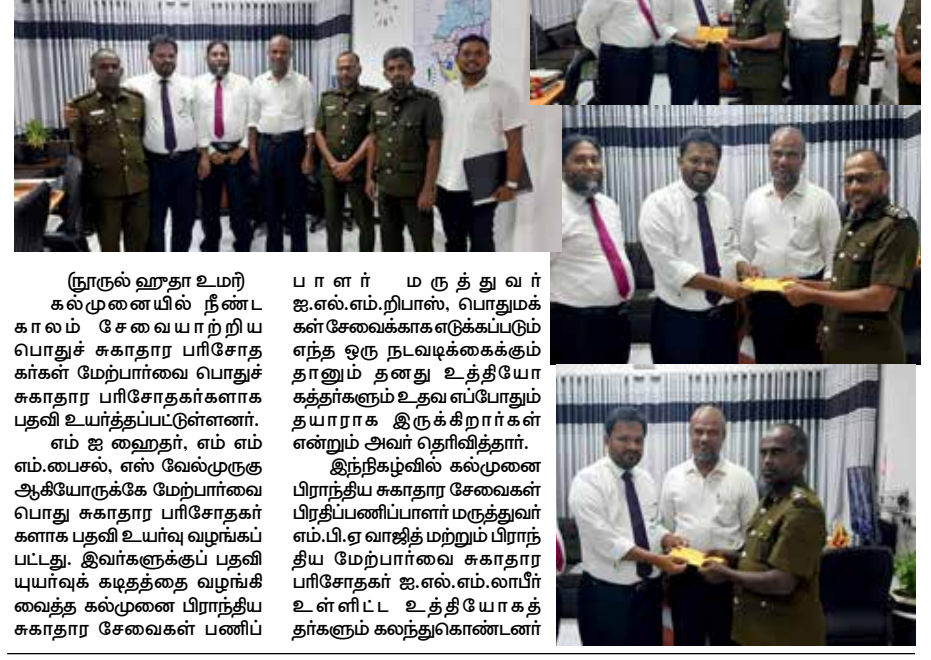 (நூருல் ஹுதா உமர்)
கல்முனையில் நீண்ட
காலம் சேவையாற்றிய
பொதுச் சுகாதார பரிசோத
கர்கள் மேற்பார்வை பொதுச்
சுகாதார பரிசோதகர்களாக
பதவி உயர்த்தப்பட்டுள்ளனர்.
எம் ஐ ஹைதர், எம் எம்
எம்.பைசல், எஸ் வேல்முருகு
ஆகியோருக்கே மேற்பார்வை
பொது சுகாதார பரிசோதகர்
களாக பதவி உயர்வு வழங்கப்
பட்டது. இவர்களுக்குப் பதவி
யுயர்வுக் கடிதத்தை வழங்கி
வைத்த கல்முனை பிராந்திய
சுகாதார சேவைகள் பணிப்
பாளர் மருத்துவர்
ஐ.எல்.எம்.றிபாஸ், பொதுமக்
கள் சேவைக்காக எடுக்கப்படும்
எந்த ஒரு நடவடிக்கைக்கும்
தானும் தனது உத்தியோ
கத்தர்களும் உதவ எப்போதும்
தயாராக இருக்கிறார்கள்
என்றும் அவர் தெரிவித்தார்.
இந்நிகழ்வில் கல்முனை
பிராந்திய சுகாதார சேவைகள்
பிரதிப்பணிப்பாளர் மருத்துவர்
எம்.பி.ஏ வாஜித் மற்றும் பிராந்
திய மேற்பார்வை சுகாதார
பரிசோதகர் ஐ.எல்.எம்.லாபீர்
உள்ளிட்ட உத்தியோகத்
தர்களும் கலந்துகொண்டனர்